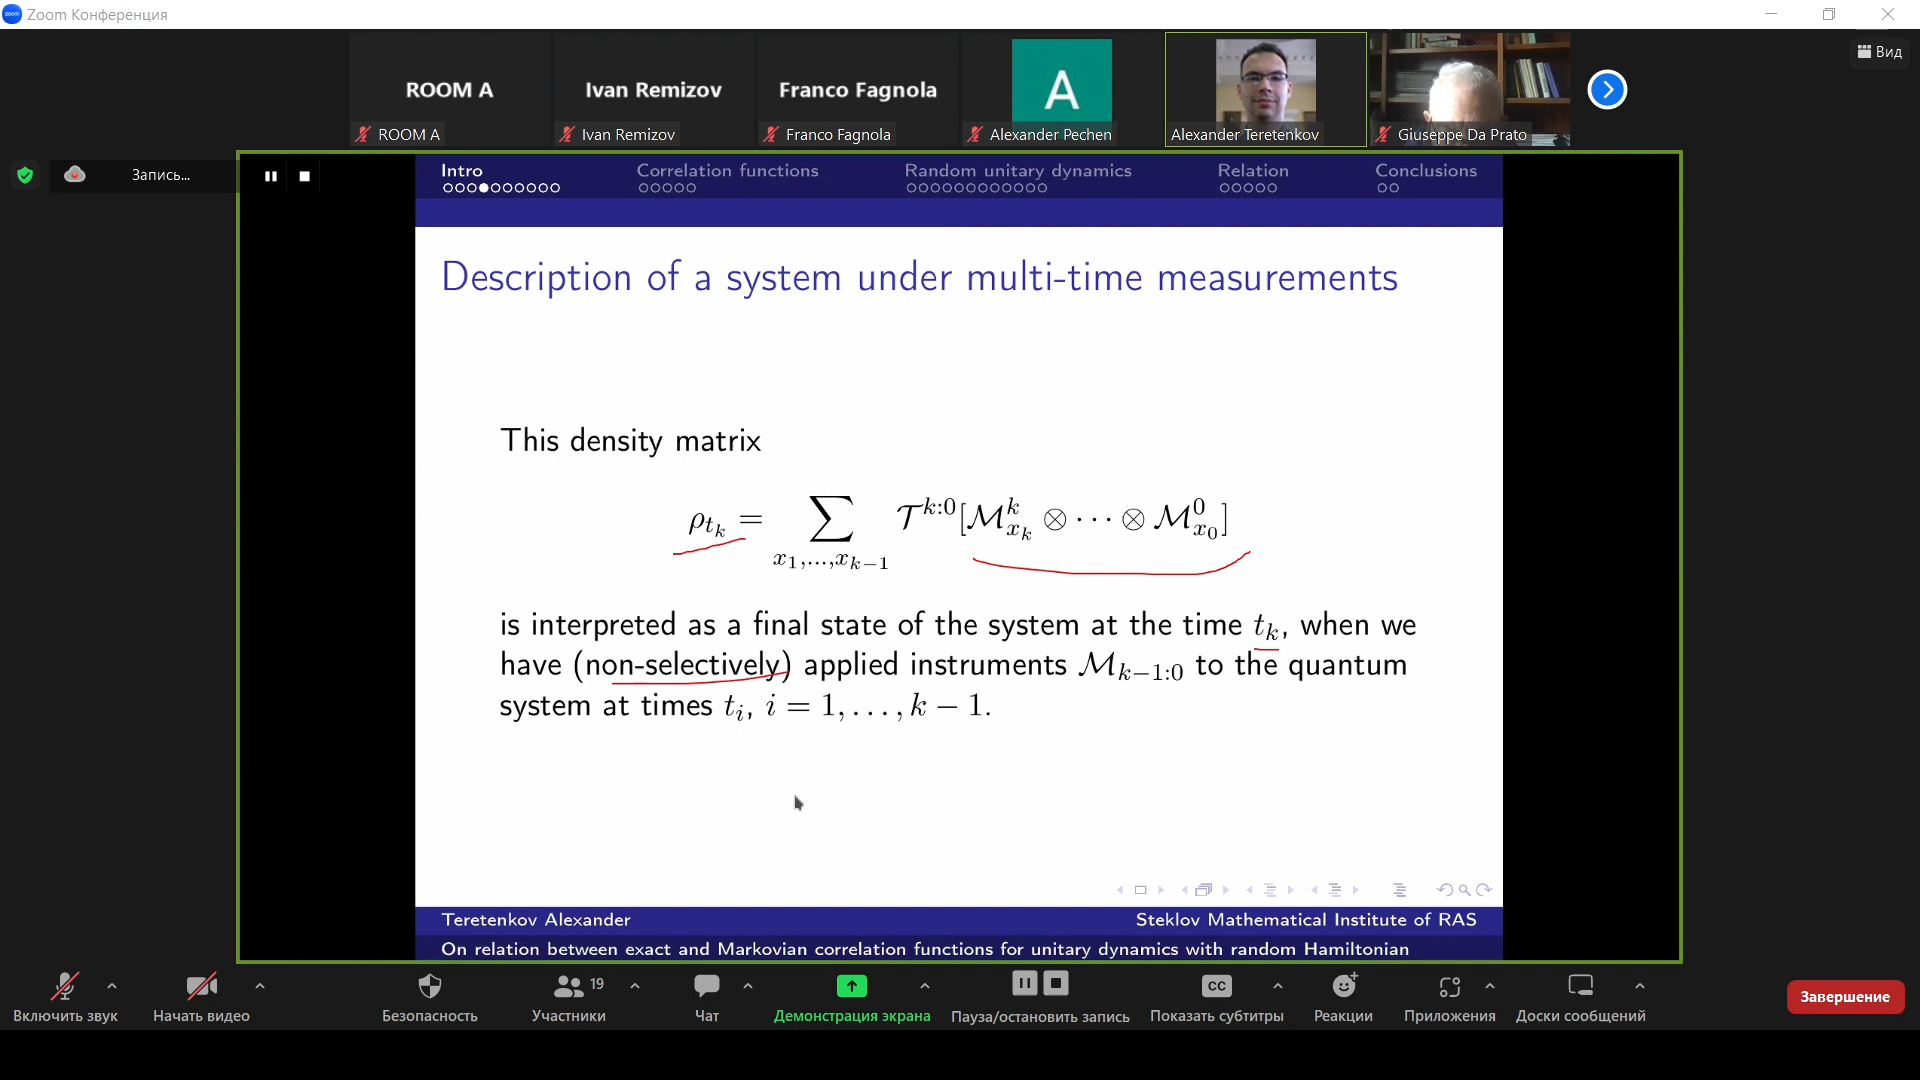 zoom Zoom Конференция
ROOM A
Ivan Remizov
Franco Fagnola
A
Вид
ROOM A
Ivan Remizov
Franco Fagnola
Alexander Pechen
Alexander Teretenkov
Giuseppe Da Prato
Запись...
Intro Correlation functions Random unitary dynamics Relation Conclusions
Description of a system under multi-time measurements
This density matrix
ρ_{t_k} = ∑_{x_1,...,x_{k−1}} 𝒯^{k:0}[ℳ^k_{x_k} ⊗ ··· ⊗ ℳ^0_{x_0}]
is interpreted as a final state of the system at the time t_k, when we
have (non-selectively) applied instruments ℳ_{k−1:0} to the quantum
system at times t_i, i = 1, . . . , k − 1.
Teretenkov Alexander Steklov Mathematical Institute of RAS
On relation between exact and Markovian correlation functions for unitary dynamics with random Hamiltonian
19
CC
Включить звук Начать видео Безопасность Участники Чат Демонстрация экрана Пауза/остановить запись Показать субтитры Реакции Приложения Доски сообщений Завершение